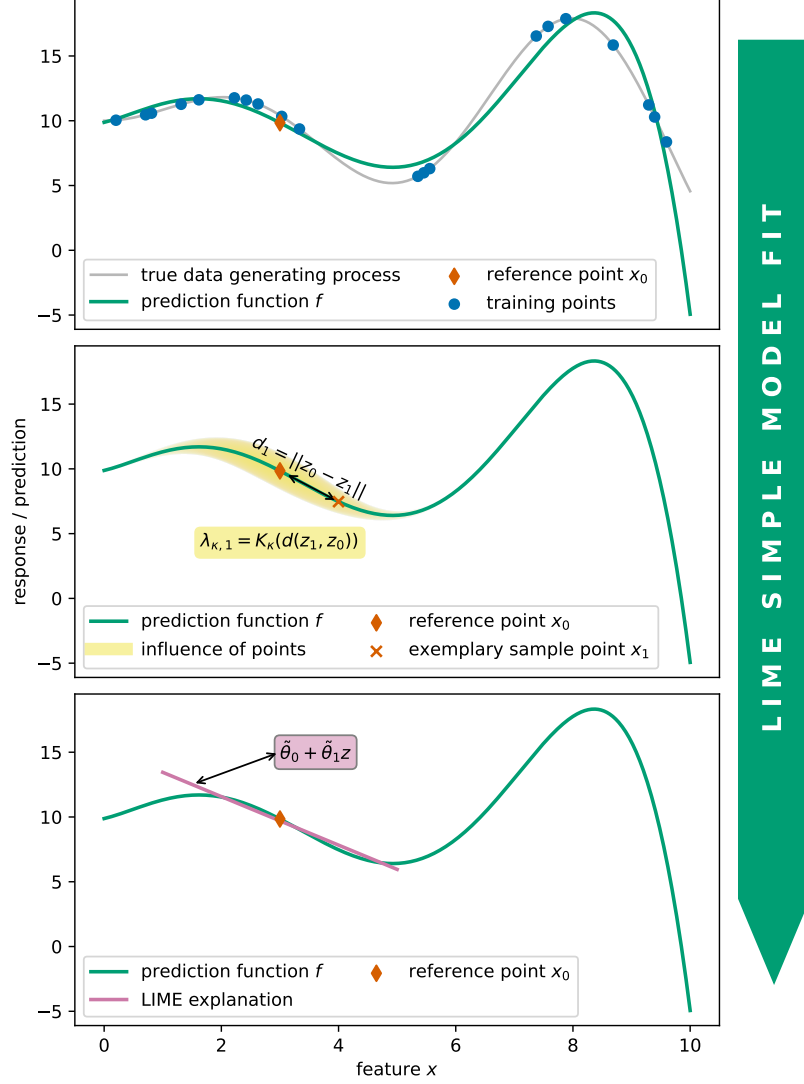 15
10
5
0
−5
true data generating process
prediction function f
reference point x₀
training points
response / prediction
15
10
5
0
−5
d₁ = ||z₀ − z₁||
λ_{κ,1} = K_κ(d(z₁, z₀))
prediction function f
influence of points
reference point x₀
exemplary sample point x₁
15
10
5
0
−5
θ̃₀ + θ̃₁z
prediction function f
LIME explanation
reference point x₀
0 2 4 6 8 10
feature x
LIME SIMPLE MODEL FIT